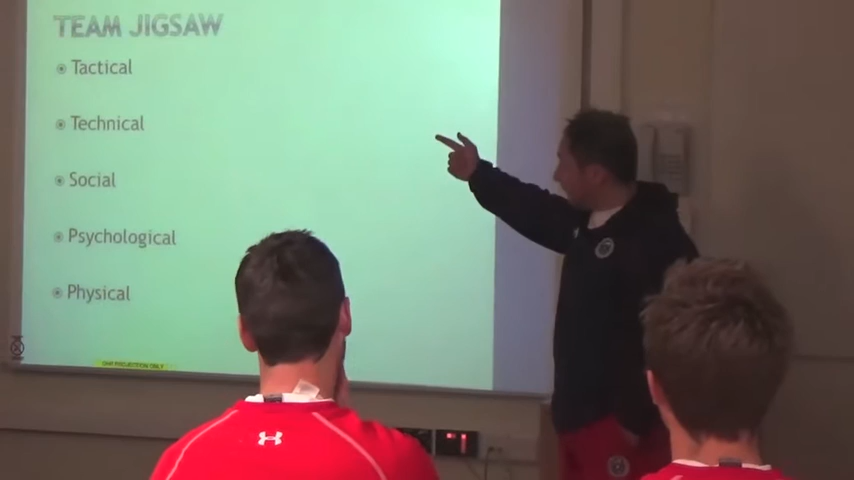 TEAM JIGSAW
Tactical
Technical
Social
Psychological
Physical